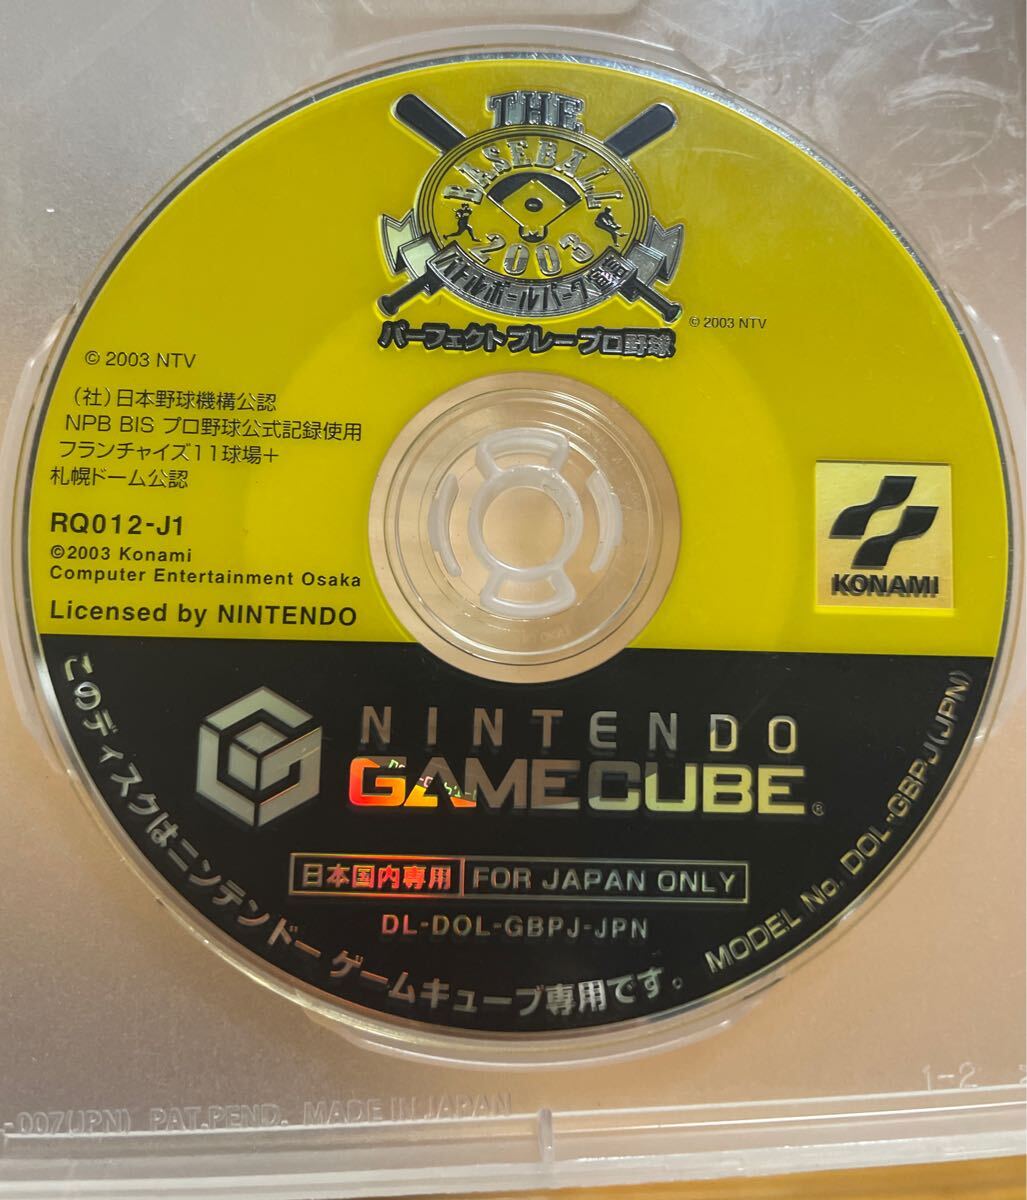 THE
BASEBALL
2003
バトルボールパーク宣言
パーフェクトプレープロ野球
© 2003 NTV
© 2003 NTV
（社）日本野球機構公認
NPB BIS プロ野球公式記録使用
フランチャイズ11球場＋
札幌ドーム公認
RQ012-J1
©2003 Konami
Computer Entertainment Osaka
Licensed by NINTENDO
KONAMI
NINTENDO
GAMECUBE®
日本国内専用 FOR JAPAN ONLY
DL-DOL-GBPJ-JPN
このディスクはニンテンドー ゲームキューブ専用です。
MODEL No. DOL-GBPJ(JPN)
1-2
-007(JPN) PAT.PEND. MADE IN JAPAN